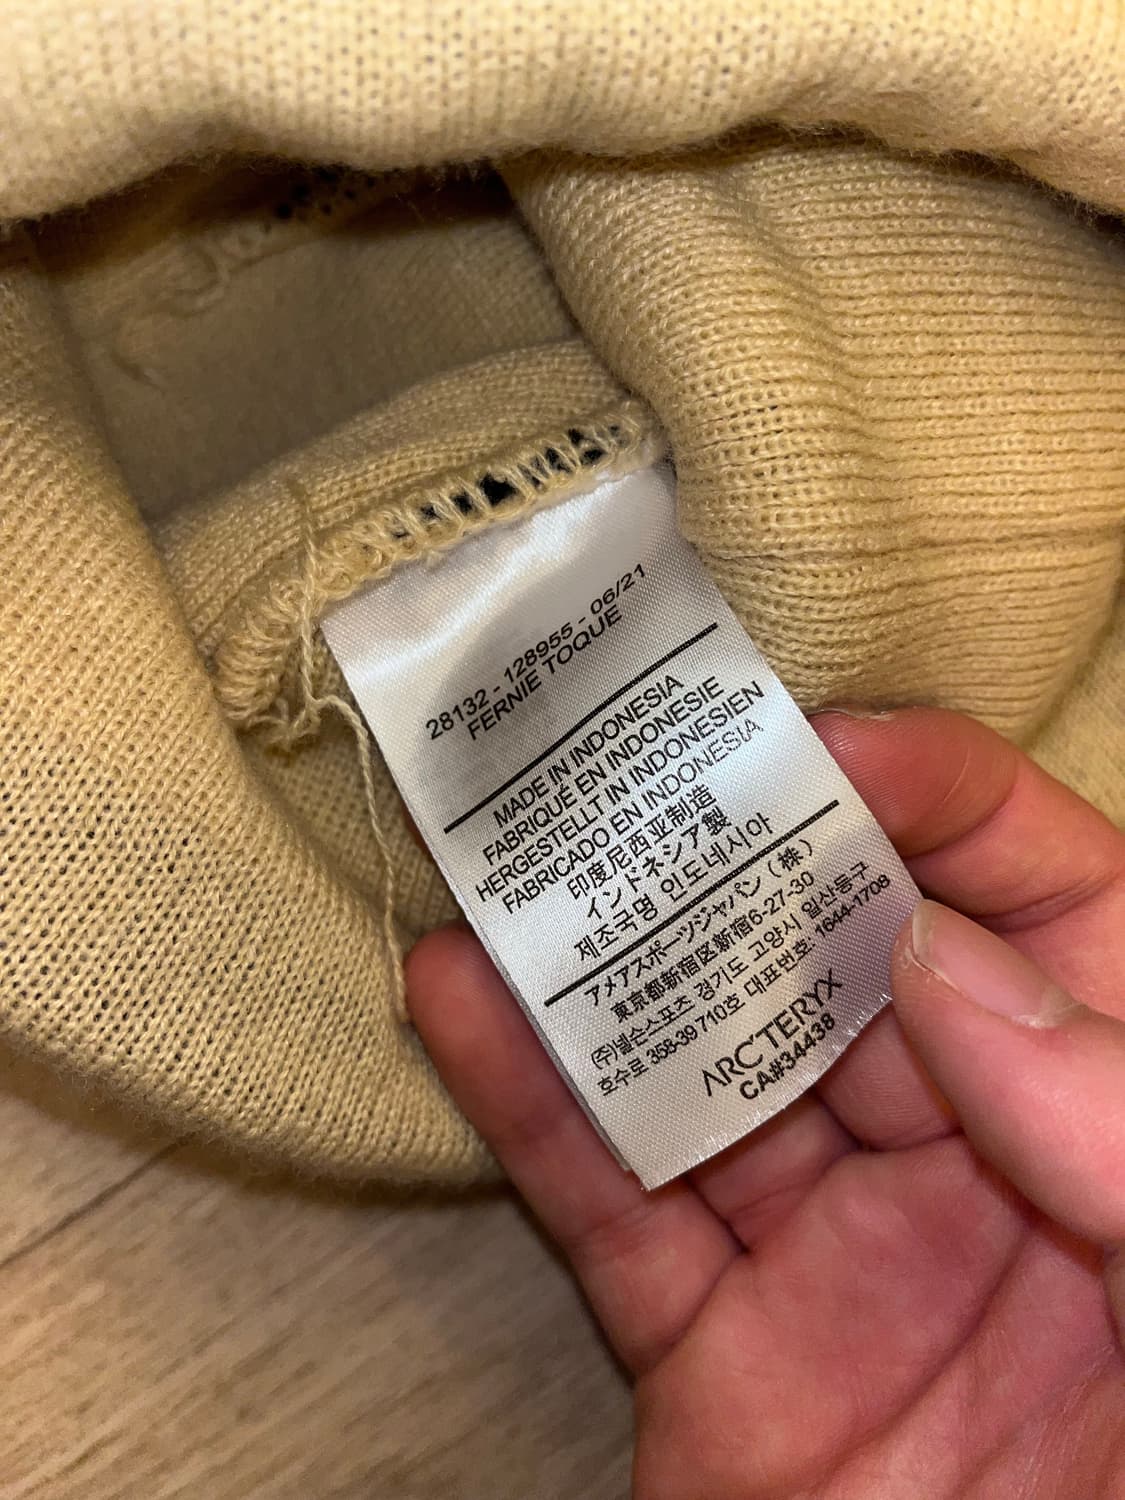 28132 - 128955 - 06/21
FERNIE TOQUE
MADE IN INDONESIA
FABRIQUÉ EN INDONESIE
HERGESTELLT IN INDONESIEN
FABRICADO EN INDONESIA
印度尼西亚制造
インドネシア製
제조국명 인도네시아
アメアスポーツジャパン(株)
東京都新宿区新宿6-27-30
(주)넬슨스포츠 경기도 고양시 일산동구
호수로 358-39 710호 대표번호: 1644-1708
ARC'TERYX
CA#34438